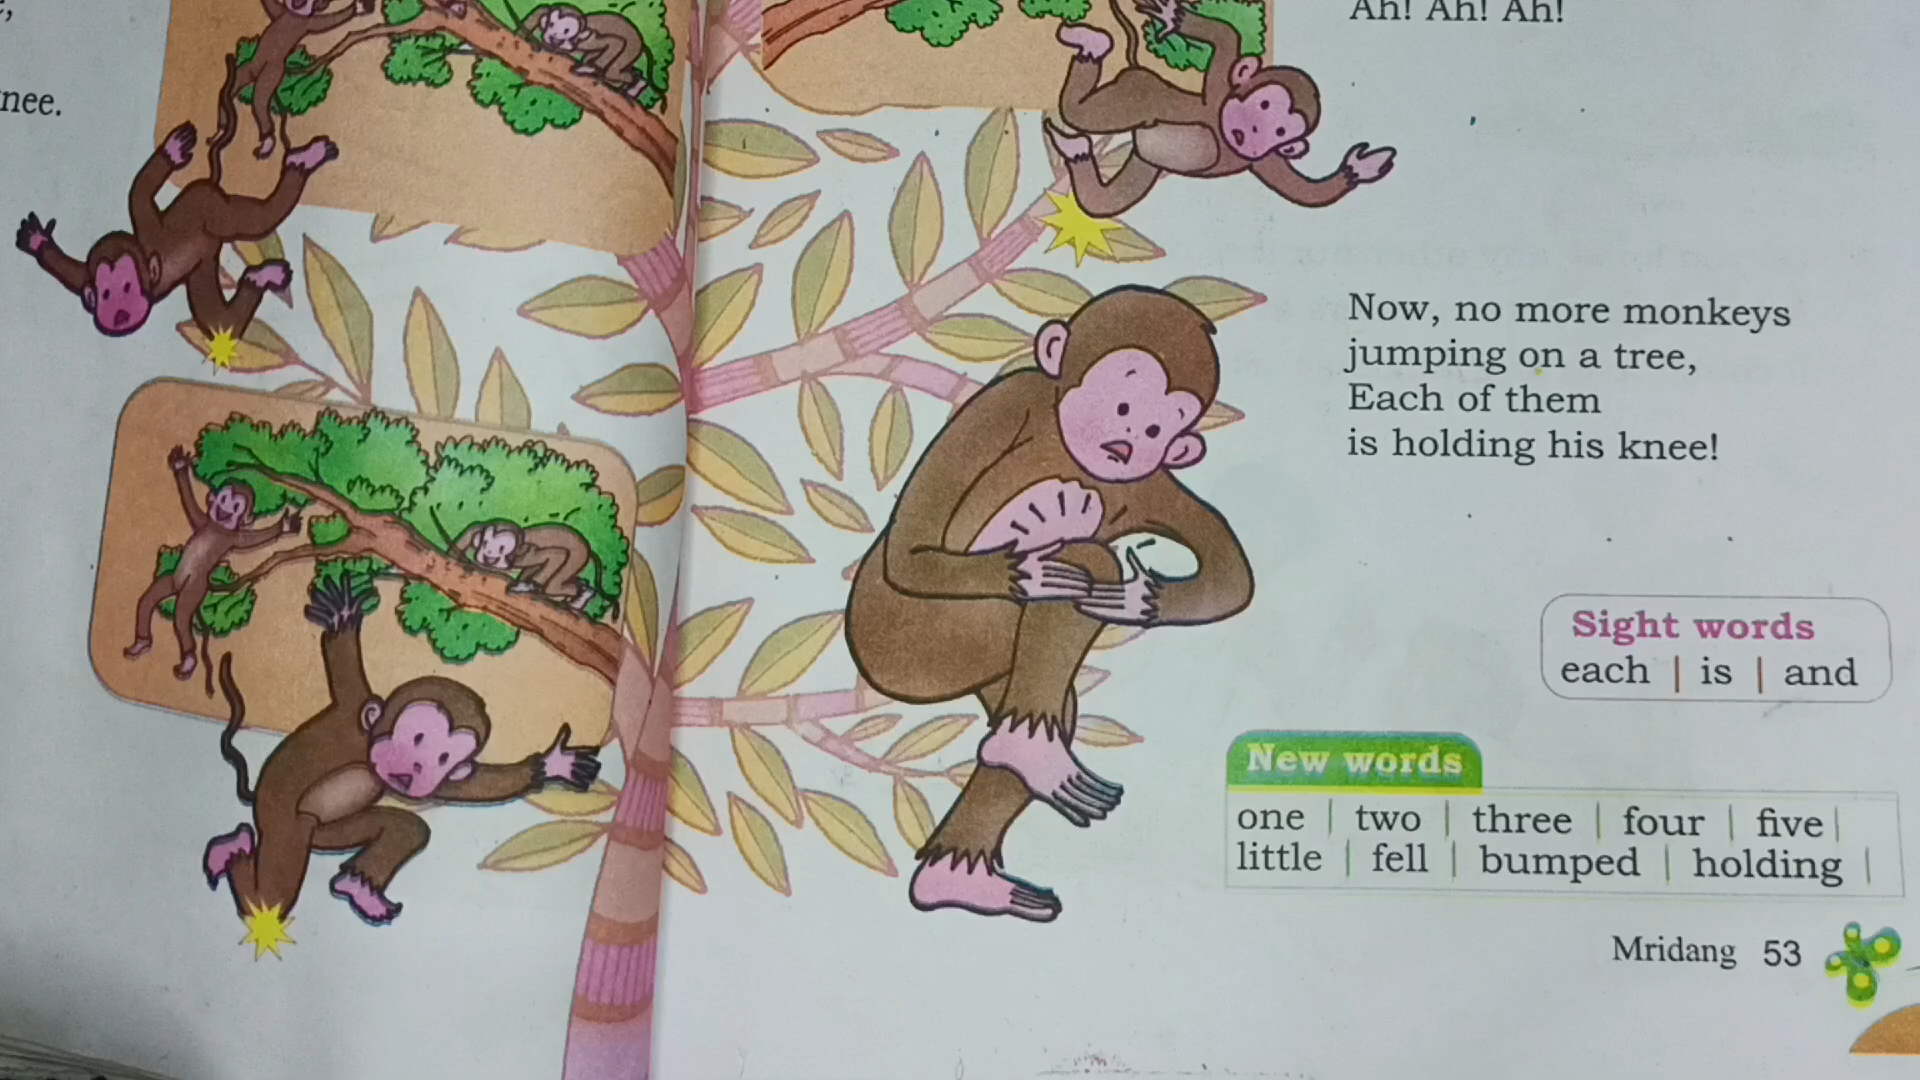 nee.
Ah! Ah! Ah!
Now, no more monkeys
jumping on a tree,
Each of them
is holding his knee!
Sight words
each | is | and
New words
one | two | three | four | five |
little | fell | bumped | holding |
Mridang 53